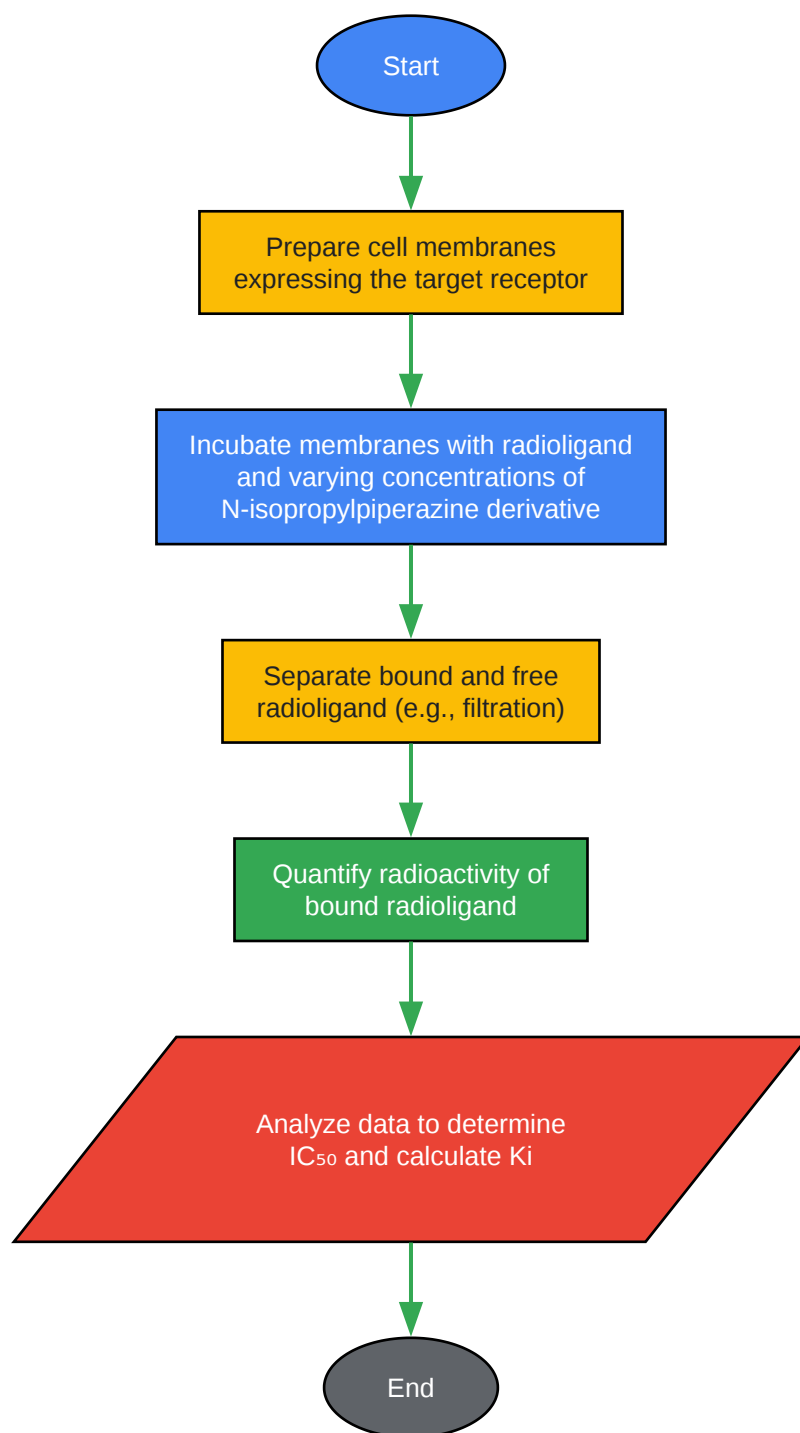 Start
Prepare cell membranes
expressing the target receptor
Incubate membranes with radioligand
and varying concentrations of
N-isopropylpiperazine derivative
Separate bound and free
radioligand (e.g., filtration)
Quantify radioactivity of
bound radioligand
Analyze data to determine
IC₅₀ and calculate Ki
End